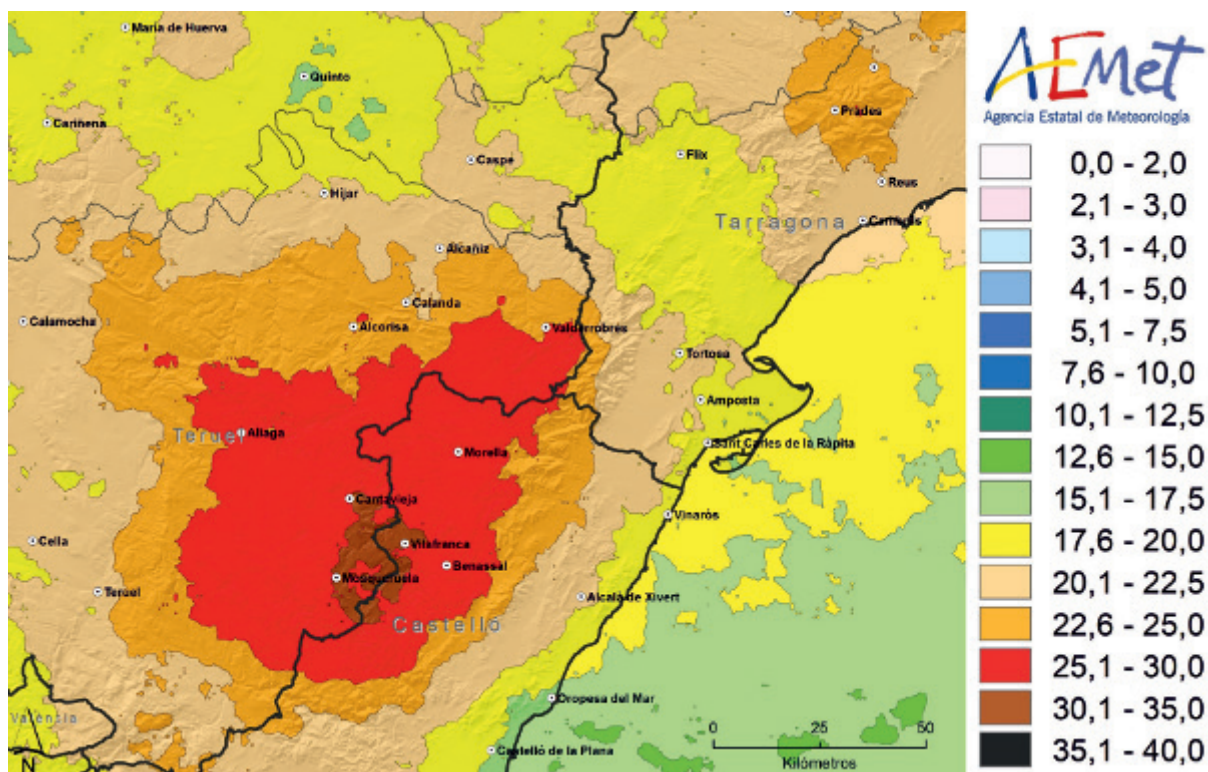 María de Huerva
Quinto
Cariñena
Caspe
Flix
Prades
Reus
Híjar
Tarragona
Cambrils
Alcañiz
Calanda
Calamocha
Alcorisa
Valderrobres
Tortosa
Amposta
Teruel
Aliaga
Sant Carles de la Ràpita
Morella
Cantavieja
Vinaròs
Cella
Vilafranca
Mosqueruela
Benassal
Teruel
Alcalà de Xivert
Castelló
Oropesa del Mar
València
Castelló de la Plana
0 25 50
Kilómetros
N
AEMet
Agencia Estatal de Meteorología
0,0 - 2,0
2,1 - 3,0
3,1 - 4,0
4,1 - 5,0
5,1 - 7,5
7,6 - 10,0
10,1 - 12,5
12,6 - 15,0
15,1 - 17,5
17,6 - 20,0
20,1 - 22,5
22,6 - 25,0
25,1 - 30,0
30,1 - 35,0
35,1 - 40,0